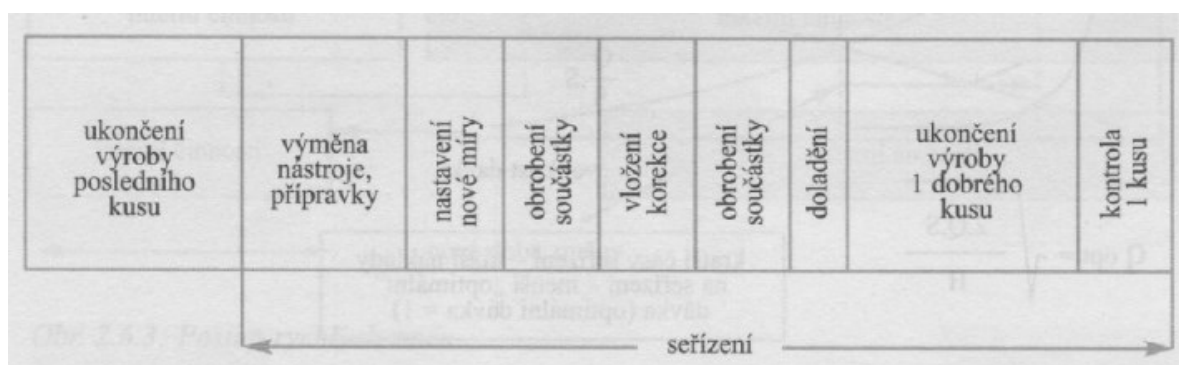 ukončení
výroby
posledního
kusu
výměna
nástroje,
přípravky
nastavení
nové míry
obrobení
součástky
vložení
korekce
obrobení
součástky
doladění
ukončení
výroby
1 dobrého
kusu
kontrola
1 kusu
seřízení